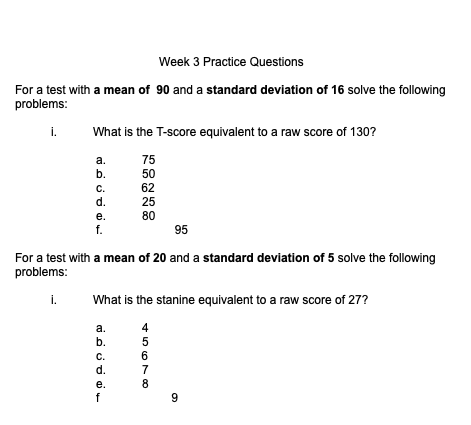 Week 3 Practice Questions
For a test with a mean of 90 and a standard deviation of 16 solve the following
problems:
i. What is the T-score equivalent to a raw score of 130?
a. 75
b. 50
c. 62
d. 25
e. 80
f. 95
For a test with a mean of 20 and a standard deviation of 5 solve the following
problems:
i. What is the stanine equivalent to a raw score of 27?
a. 4
b. 5
c. 6
d. 7
e. 8
f 9